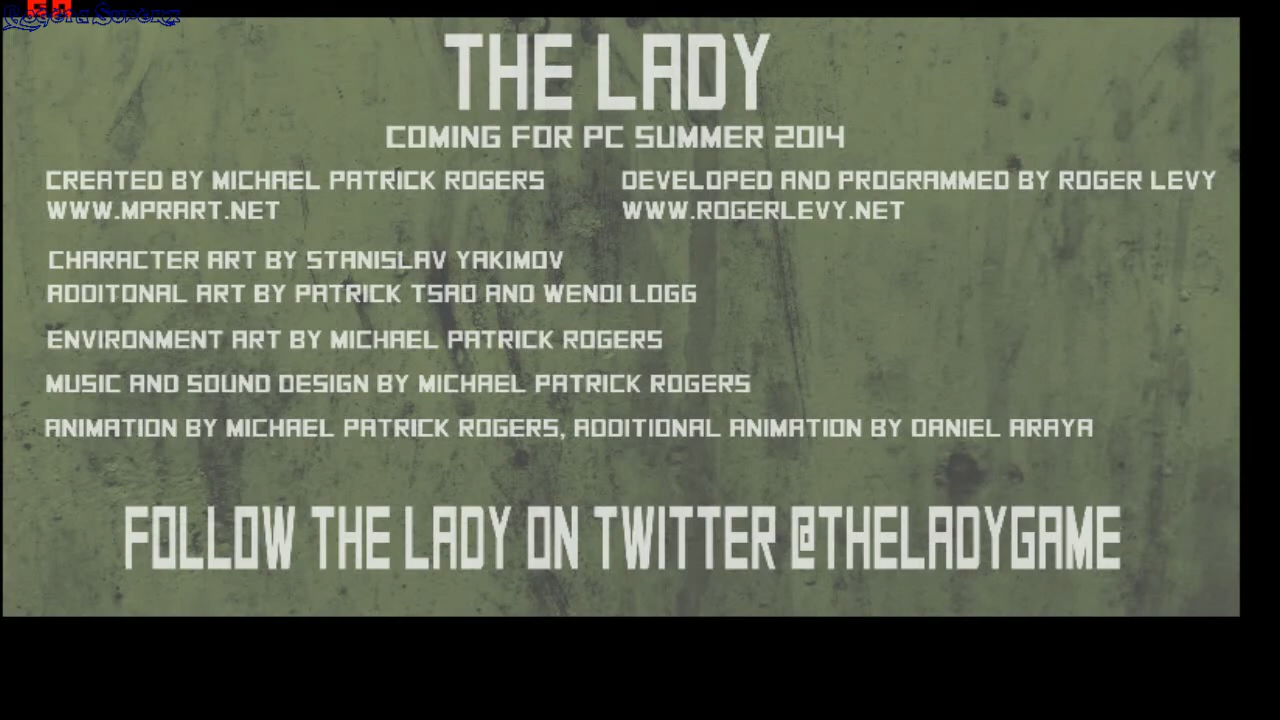 THE LADY
COMING FOR PC SUMMER 2014
CREATED BY MICHAEL PATRICK ROGERS
WWW.MPRART.NET
DEVELOPED AND PROGRAMMED BY ROGER LEVY
WWW.ROGERLEVY.NET
CHARACTER ART BY STANISLAV YAKIMOV
ADDITONAL ART BY PATRICK TSAO AND WENDI LOGG
ENVIRONMENT ART BY MICHAEL PATRICK ROGERS
MUSIC AND SOUND DESIGN BY MICHAEL PATRICK ROGERS
ANIMATION BY MICHAEL PATRICK ROGERS, ADDITIONAL ANIMATION BY DANIEL ARAYA
FOLLOW THE LADY ON TWITTER @THELADYGAME